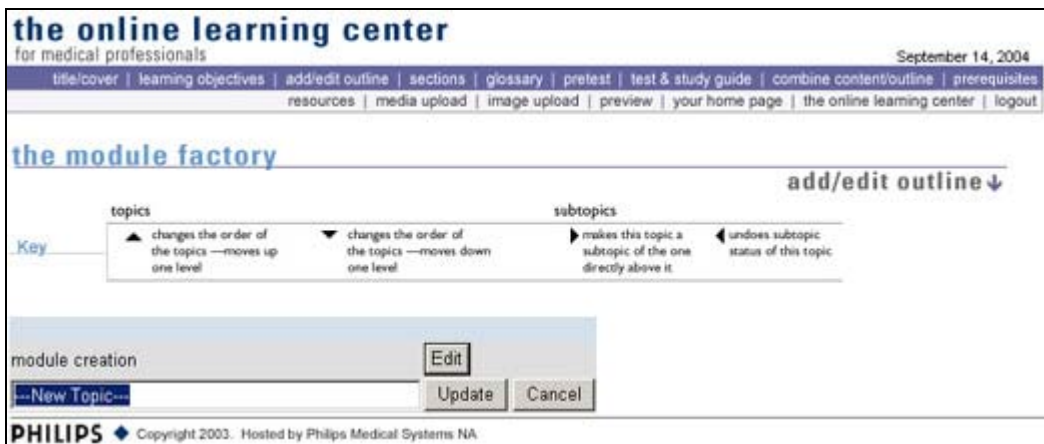 the online learning center
for medical professionals
September 14, 2004
title/cover | learning objectives | add/edit outline | sections | glossary | pretest | test & study guide | combine content/outline | prerequisites
resources | media upload | image upload | preview | your home page | the online learning center | logout
the module factory
add/edit outline
topics
subtopics
Key
changes the order of
the topics —moves up
one level
changes the order of
the topics —moves down
one level
makes this topic a
subtopic of the one
directly above it
undoes subtopic
status of this topic
module creation
Edit
---New Topic---
Update
Cancel
PHILIPS
Copyright 2003. Hosted by Philips Medical Systems NA